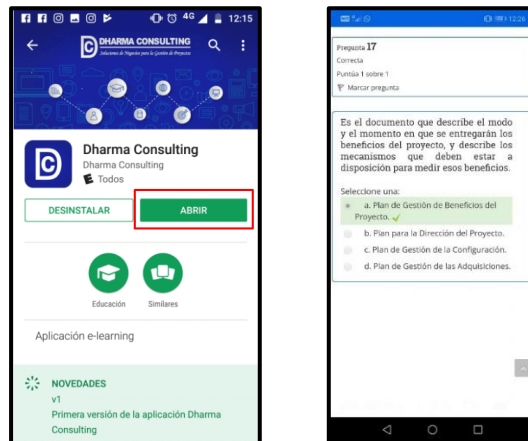 4G 12:15
DHARMA CONSULTING
Soluciones de Negocios para la Gestión de Proyectos
Dharma Consulting
Dharma Consulting
E Todos
DESINSTALAR
ABRIR
Educación
Similares
Aplicación e-learning
NOVEDADES
v1
Primera versión de la aplicación Dharma
Consulting
12:26
Pregunta 17
Correcta
Puntúa 1 sobre 1
Marcar pregunta
Es el documento que describe el modo
y el momento en que se entregarán los
beneficios del proyecto, y describe los
mecanismos que deben estar a
disposición para medir esos beneficios.
Seleccione una:
a. Plan de Gestión de Beneficios del
Proyecto.
b. Plan para la Dirección del Proyecto.
c. Plan de Gestión de la Configuración.
d. Plan de Gestión de las Adquisiciones.